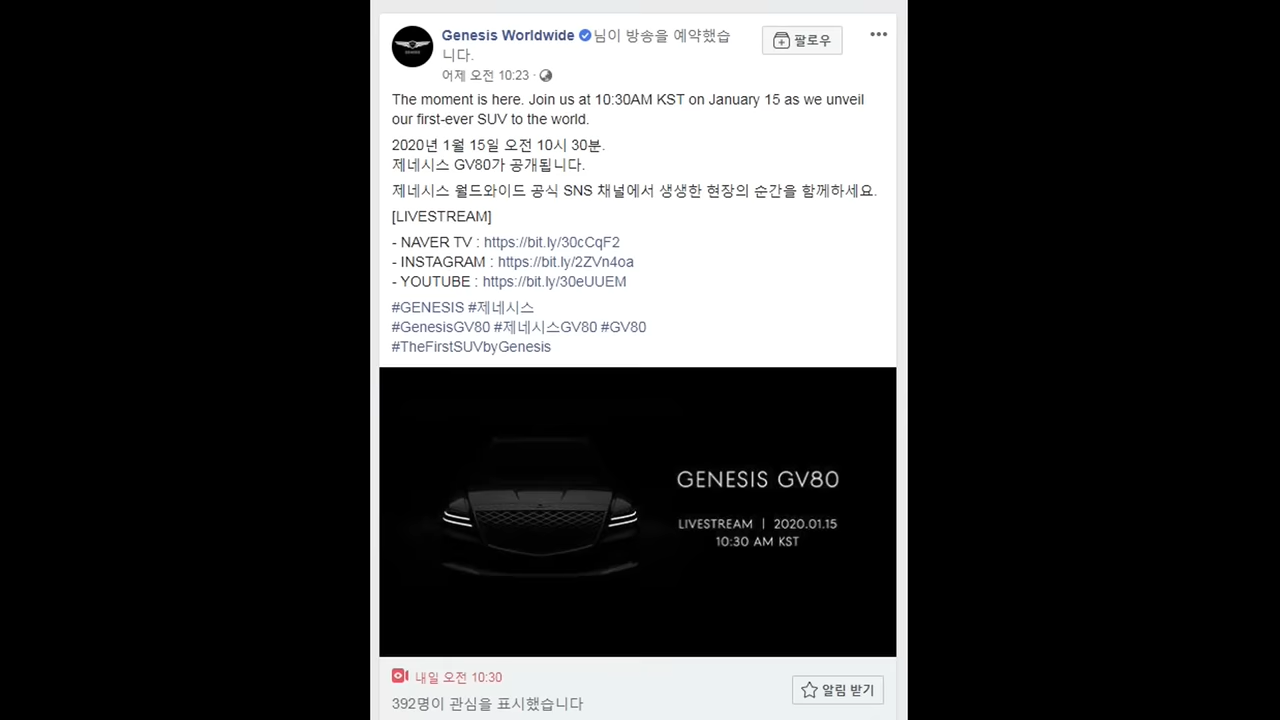 Genesis Worldwide 님이 방송을 예약했습
니다.
팔로우
어제 오전 10:23 ·
The moment is here. Join us at 10:30AM KST on January 15 as we unveil
our first-ever SUV to the world.
2020년 1월 15일 오전 10시 30분.
제네시스 GV80가 공개됩니다.
제네시스 월드와이드 공식 SNS 채널에서 생생한 현장의 순간을 함께하세요.
[LIVESTREAM]
- NAVER TV : https://bit.ly/30cCqF2
- INSTAGRAM : https://bit.ly/2ZVn4oa
- YOUTUBE : https://bit.ly/30eUUEM
#GENESIS #제네시스
#GenesisGV80 #제네시스GV80 #GV80
#TheFirstSUVbyGenesis
GENESIS GV80
LIVESTREAM | 2020.01.15
10:30 AM KST
내일 오전 10:30
392명이 관심을 표시했습니다
알림 받기